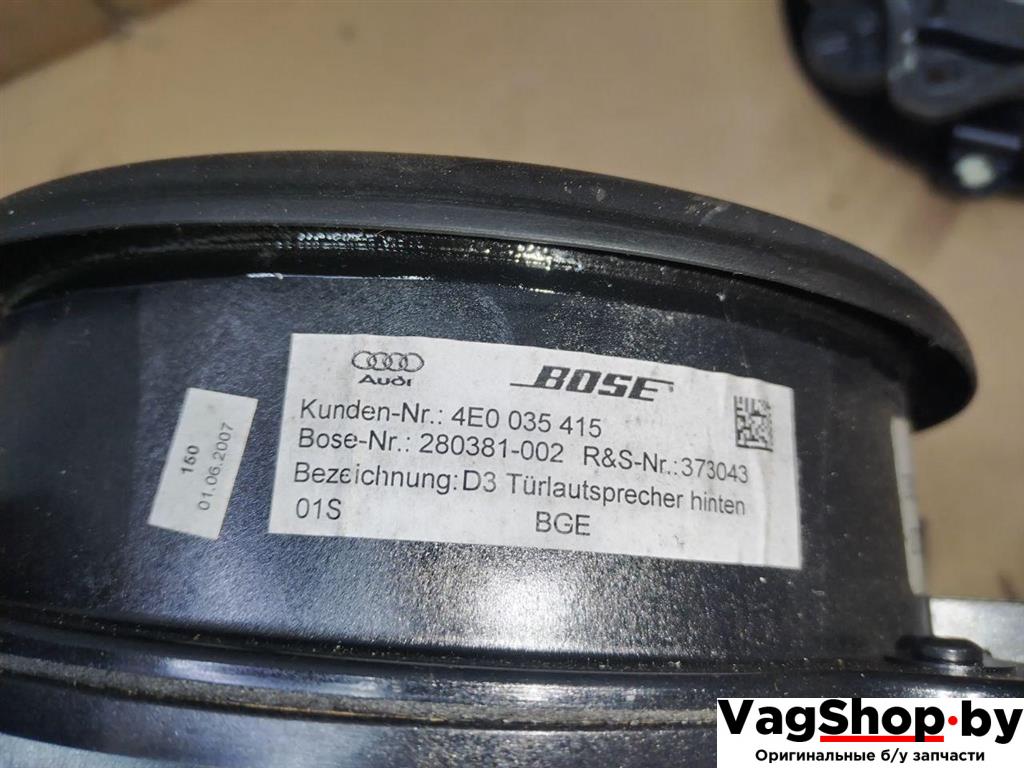 Audi
BOSE
Kunden-Nr.: 4E0 035 415
Bose-Nr.: 280381-002 R&S-Nr.:373043
Bezeichnung:D3 Türlautsprecher hinten
01S BGE
150
01.06.2007
VagShop.by
Оригинальные б/у запчасти